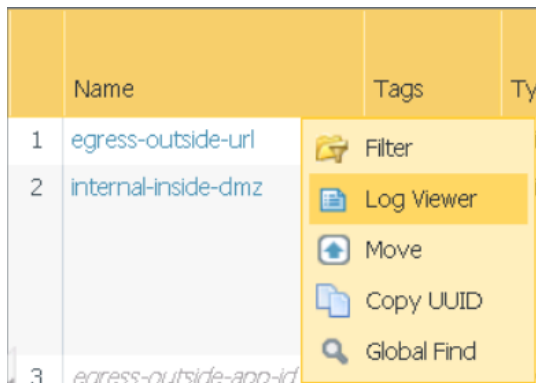 Name Tags Ty
1 egress-outside-url Filter
2 internal-inside-dmz Log Viewer
Move
Copy UUID
Global Find
3 egress-outside-app-id